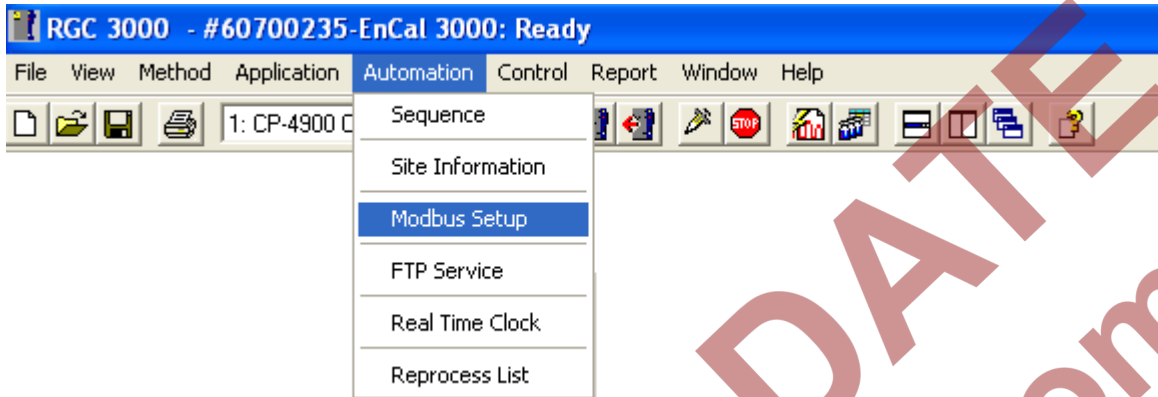 RGC 3000 - #60700235-EnCal 3000: Ready
File View Method Application Automation Control Report Window Help
1: CP-4900 C
STOP
Sequence
Site Information
Modbus Setup
FTP Service
Real Time Clock
Reprocess List
DATE
om